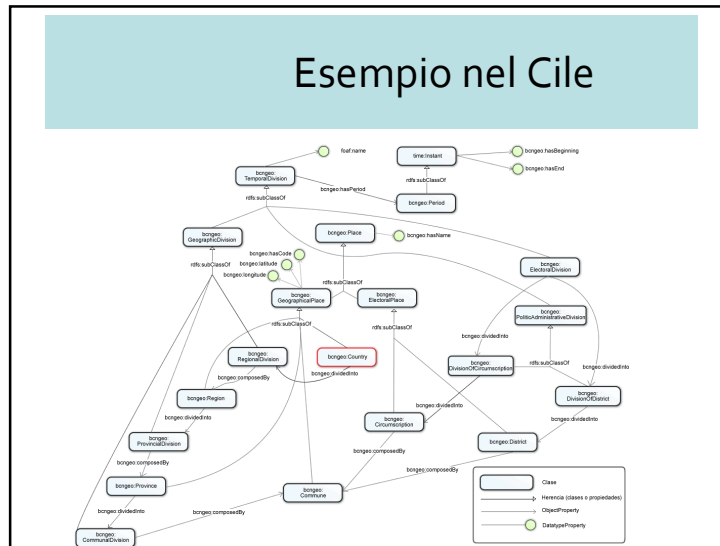 Esempio nel Cile
foaf:name
time:Instant
bcngeo:hasBeginning
bcngeo:hasEnd
bcngeo:
TemporalDivision
bcngeo:hasPeriod
rdfs:subClassOf
bcngeo:Period
rdfs:subClassOf
bcngeo:
GeographicDivision
bcngeo:Place
bcngeo:hasName
bcngeo:hasCode
bcngeo:latitude
bcngeo:longitude
rdfs:subClassOf
rdfs:subClassOf
bcngeo:
ElectoralDivision
bcngeo:
GeographicalPlace
bcngeo:
ElectoralPlace
bcngeo:
PoliticAdministrativeDivision
rdfs:subClassOf
rdfs:subClassOf
bcngeo:dividedInto
bcngeo:
RegionalDivision
bcngeo:Country
rdfs:subClassOf
bcngeo:dividedInto
bcngeo:
DivisionOfCircumscription
bcngeo:dividedInto
bcngeo:composedBy
bcngeo:Region
bcngeo:
DivisionOfDistrict
bcngeo:dividedInto
bcngeo:dividedInto
bcngeo:dividedInto
bcngeo:
Circumscription
bcngeo:
ProvincialDivision
bcngeo:District
bcngeo:composedBy
bcngeo:composedBy
bcngeo:composedBy
bcngeo:Province
bcngeo:
Commune
bcngeo:dividedInto
bcngeo:composedBy
bcngeo:
CommunalDivision
Clase
Herencia (clases o propiedades)
ObjectProperty
DatatypeProperty